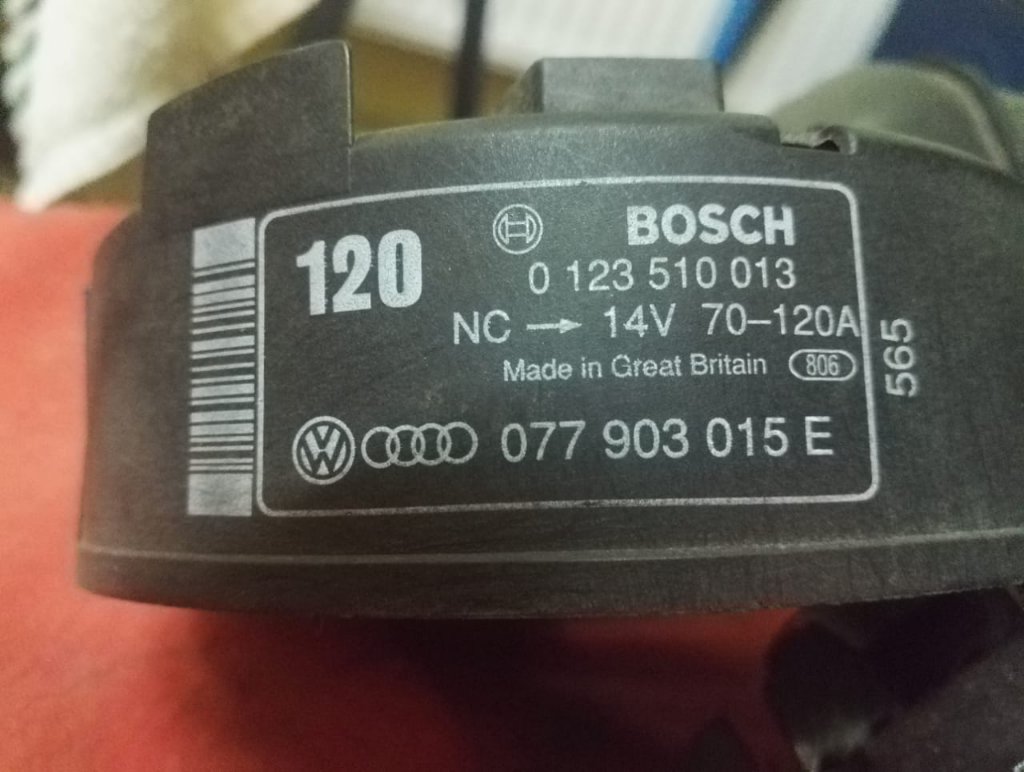 120
BOSCH
0 123 510 013
NC → 14V 70–120A
Made in Great Britain 806
565
VW 077 903 015 E